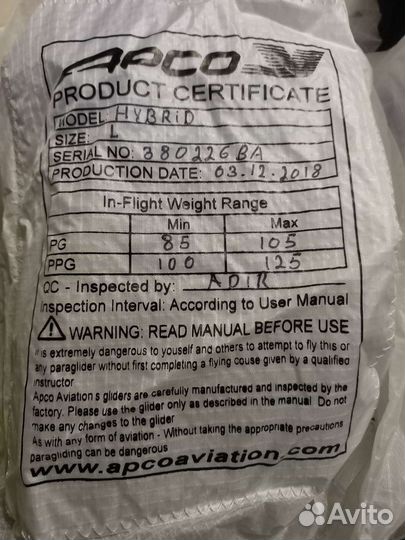 APCO
PRODUCT CERTIFICATE
MODEL: HYBRID
SIZE: L
SERIAL NO: 380226BA
PRODUCTION DATE: 03.12.2018
In-Flight Weight Range
Min Max
PG 85 105
PPG 100 125
QC - Inspected by: ADIR
Inspection Interval: According to User Manual
WARNING: READ MANUAL BEFORE USE
It is extremely dangerous to youself and others to attempt to fly this or
any paraglider without first completing a flying couse given by a qualified
instructor
Apco Aviation's gliders are carefully manufactured and inspected by the
factory. Please use the glider only as described in the manual. Do not
make any changes to the glider
As with any form of aviation - Without taking the appropriate precautions
paragliding can be dangerous
www.apcoaviation.com
Avito